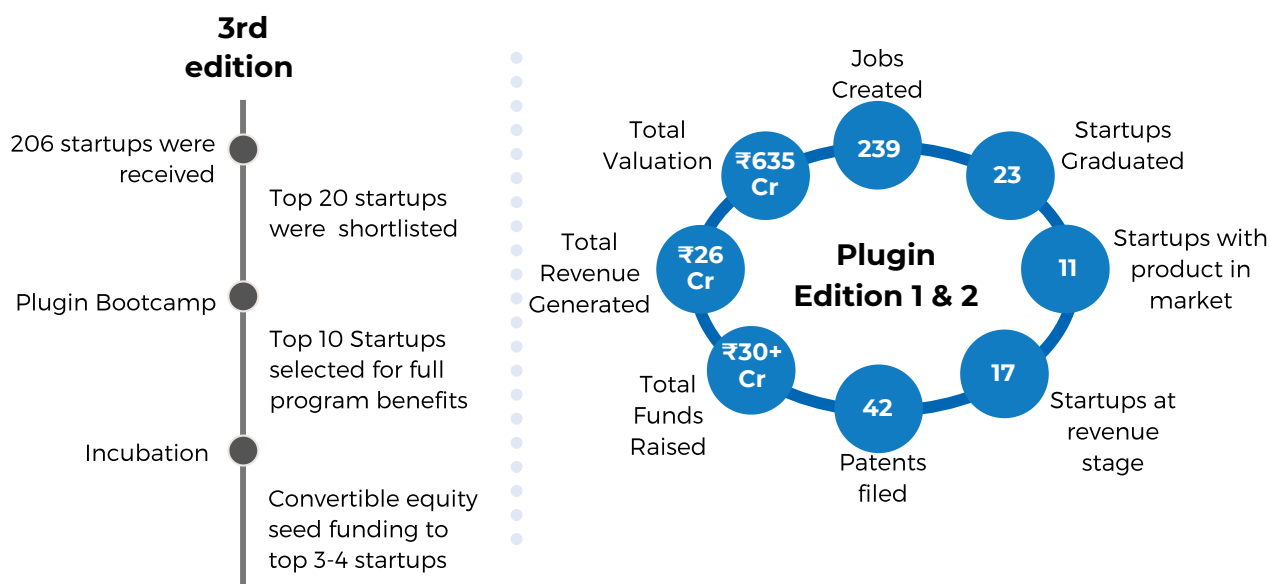 3rd
edition
206 startups were
received
Top 20 startups
were shortlisted
Plugin Bootcamp
Top 10 Startups
selected for full
program benefits
Incubation
Convertible equity
seed funding to
top 3-4 startups
Plugin
Edition 1 & 2
Jobs
Created
239
Startups
Graduated
23
Startups with
product in
market
11
Startups at
revenue
stage
17
Patents
filed
42
Total
Funds
Raised
₹30+
Cr
Total
Revenue
Generated
₹26
Cr
Total
Valuation
₹635
Cr